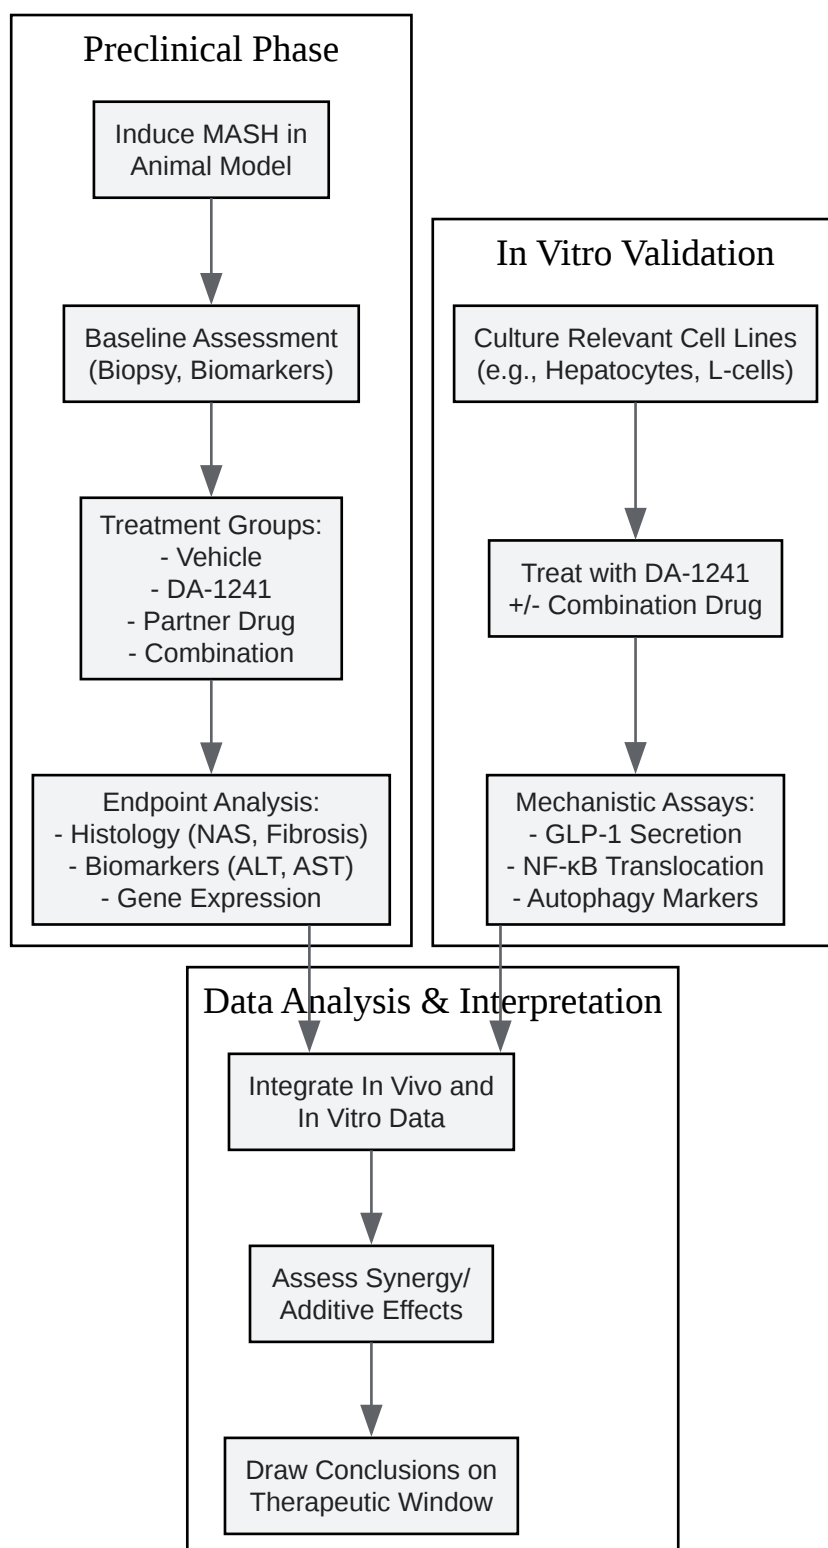 Preclinical Phase
Induce MASH in
Animal Model
Baseline Assessment
(Biopsy, Biomarkers)
Treatment Groups:
- Vehicle
- DA-1241
- Partner Drug
- Combination
Endpoint Analysis:
- Histology (NAS, Fibrosis)
- Biomarkers (ALT, AST)
- Gene Expression
In Vitro Validation
Culture Relevant Cell Lines
(e.g., Hepatocytes, L-cells)
Treat with DA-1241
+/- Combination Drug
Mechanistic Assays:
- GLP-1 Secretion
- NF-κB Translocation
- Autophagy Markers
Data Analysis & Interpretation
Integrate In Vivo and
In Vitro Data
Assess Synergy/
Additive Effects
Draw Conclusions on
Therapeutic Window